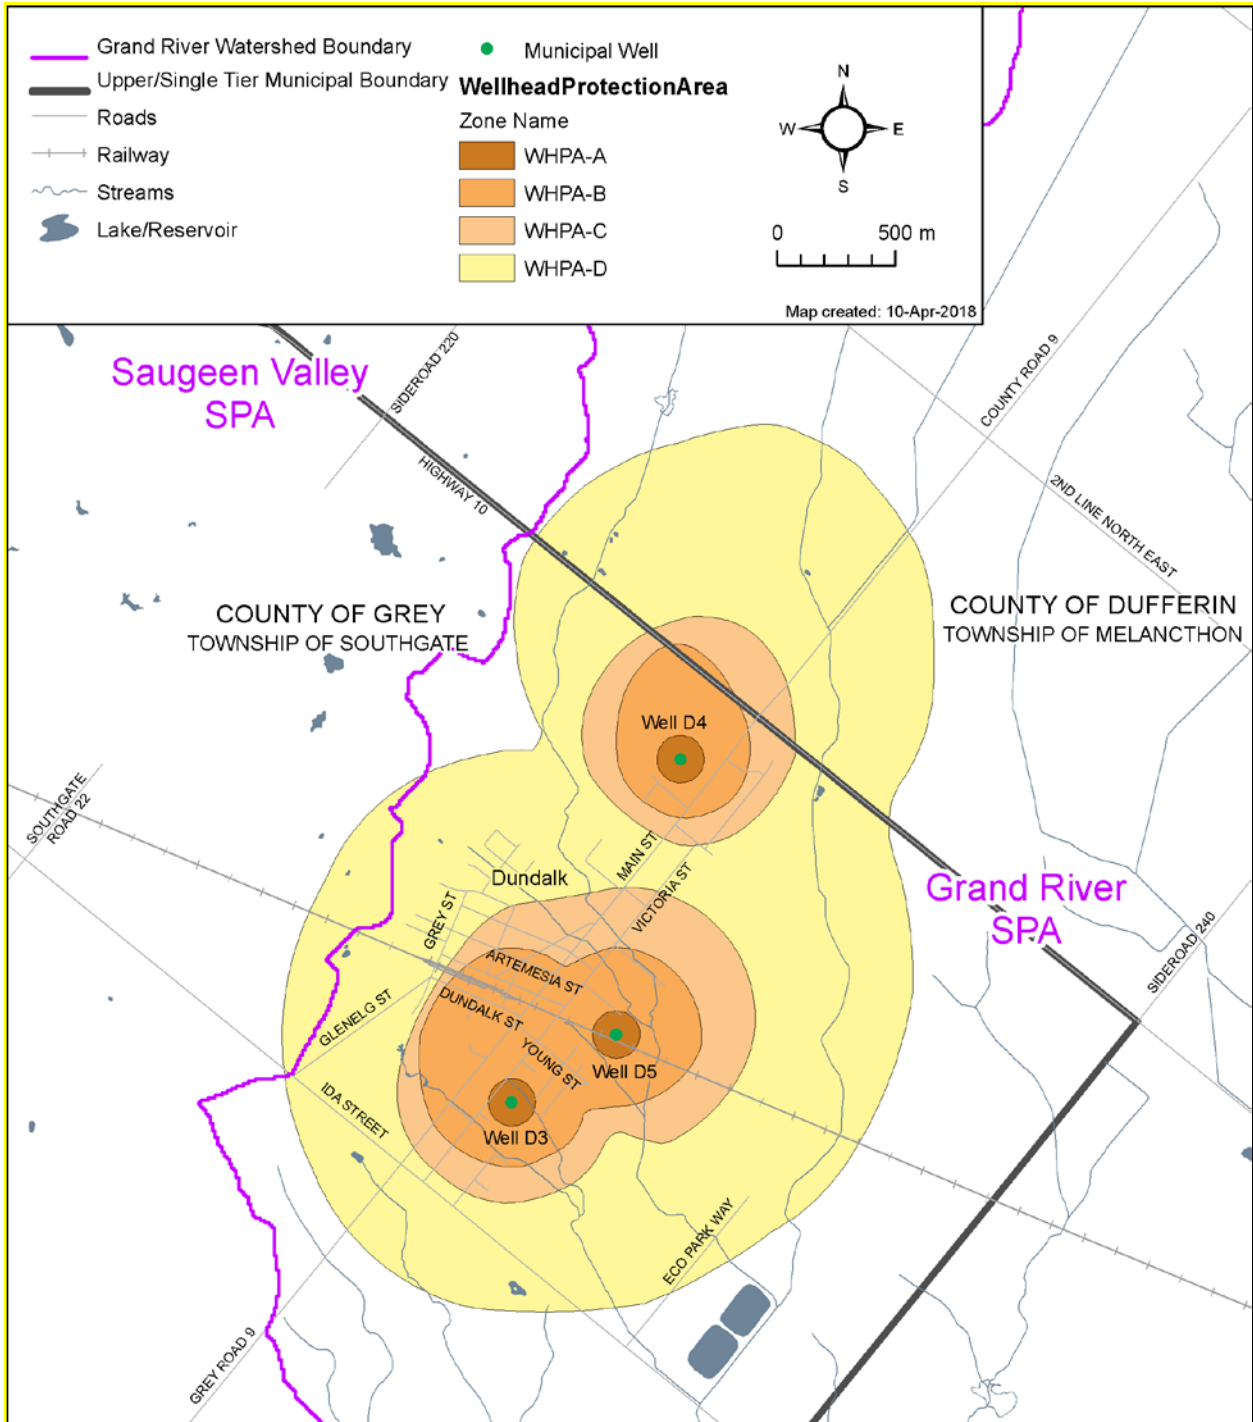 Grand River Watershed Boundary
Upper/Single Tier Municipal Boundary
Roads
Railway
Streams
Lake/Reservoir
Municipal Well
WellheadProtectionArea
Zone Name
WHPA-A
WHPA-B
WHPA-C
WHPA-D
N
W
E
S
0 500 m
Map created: 10-Apr-2018
Saugeen Valley
SPA
SIDEROAD 220
HIGHWAY 10
COUNTY ROAD 9
2ND LINE NORTH EAST
COUNTY OF GREY
TOWNSHIP OF SOUTHGATE
COUNTY OF DUFFERIN
TOWNSHIP OF MELANCTHON
Well D4
SOUTHGATE
ROAD 22
MAIN ST
VICTORIA ST
Dundalk
GREY ST
Grand River
SPA
SIDEROAD 240
ARTEMESIA ST
DUNDALK ST
GLENELG ST
YOUNG ST
Well D5
IDA STREET
Well D3
ECO PARK WAY
GREY ROAD 9